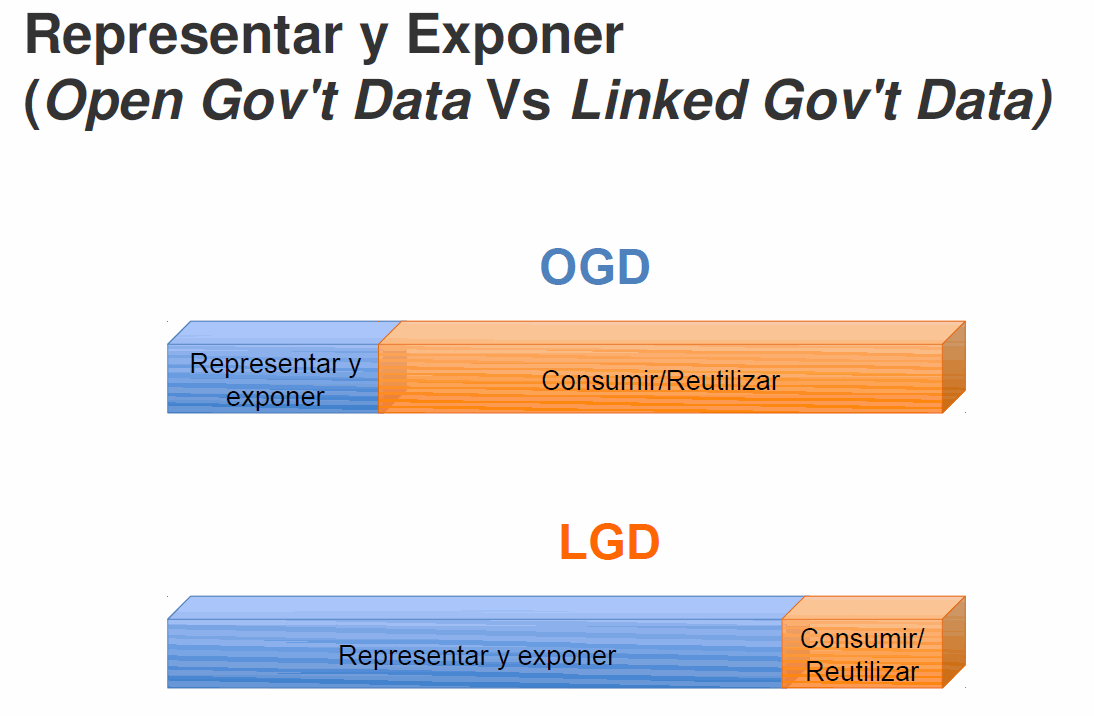 Representar y Exponer
(Open Gov't Data Vs Linked Gov't Data)
OGD
Representar y
exponer
Consumir/Reutilizar
LGD
Representar y exponer
Consumir/
Reutilizar